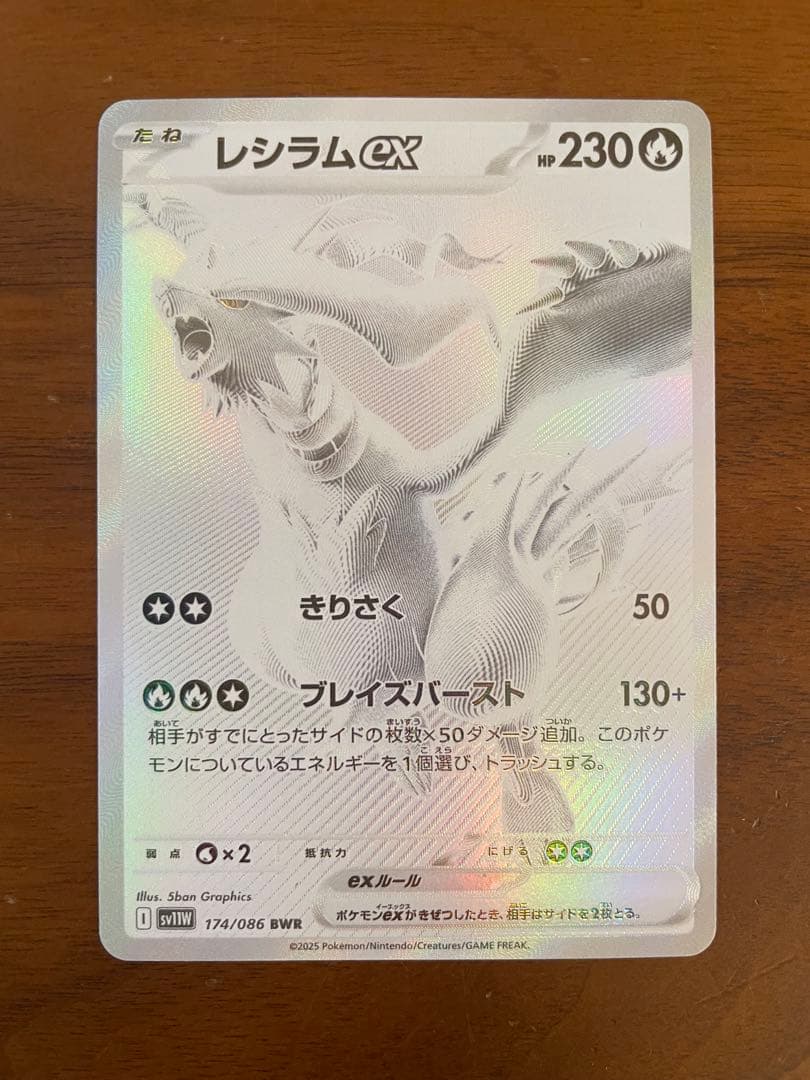 たね
レシラムex
HP230
きりさく 50
ブレイズバースト 130+
相手がすでにとったサイドの枚数×50ダメージ追加。このポケ
モンについているエネルギーを1個選び、トラッシュする。
弱点 ×2 抵抗力 にげる
exルール
ポケモンexがきぜつしたとき、相手はサイドを2枚とる。
Illus. 5ban Graphics
I sv11W 174/086 BWR
©2025 Pokémon/Nintendo/Creatures/GAME FREAK.